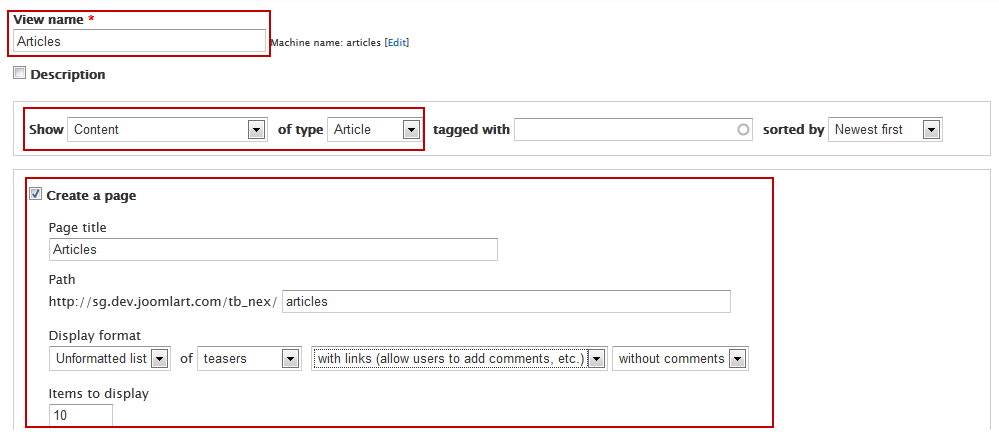 View name *
Articles
Machine name: articles [Edit]
Description
Show Content of type Article tagged with sorted by Newest first
Create a page
Page title
Articles
Path
http://sg.dev.joomlart.com/tb_nex/ articles
Display format
Unformatted list of teasers with links (allow users to add comments, etc.) without comments
Items to display
10